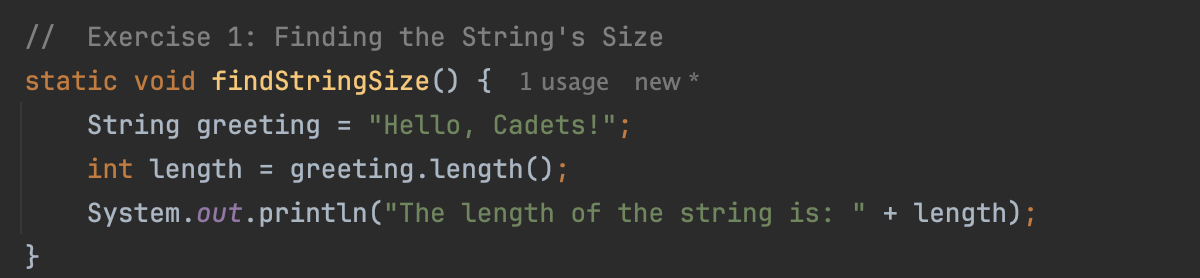 //  Exercise 1: Finding the String's Size
static void findStringSize() {  1 usage  new *
    String greeting = "Hello, Cadets!";
    int length = greeting.length();
    System.out.println("The length of the string is: " + length);
}